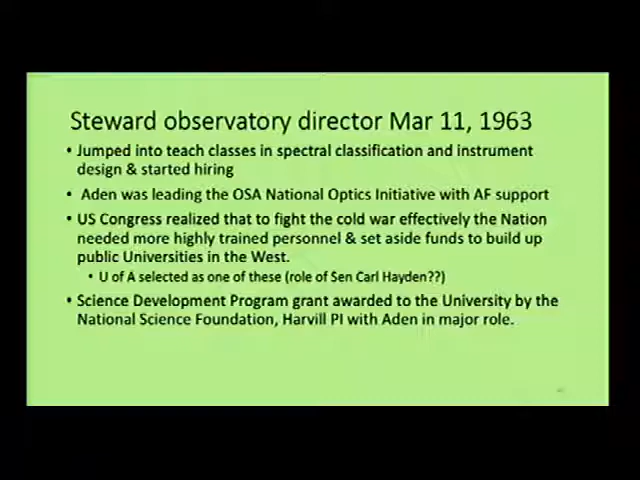 Steward observatory director Mar 11, 1963
• Jumped into teach classes in spectral classification and instrument
design & started hiring
• Aden was leading the OSA National Optics Initiative with AF support
• US Congress realized that to fight the cold war effectively the Nation
needed more highly trained personnel & set aside funds to build up
public Universities in the West.
• U of A selected as one of these (role of Sen Carl Hayden??)
• Science Development Program grant awarded to the University by the
National Science Foundation, Harvill PI with Aden in major role.